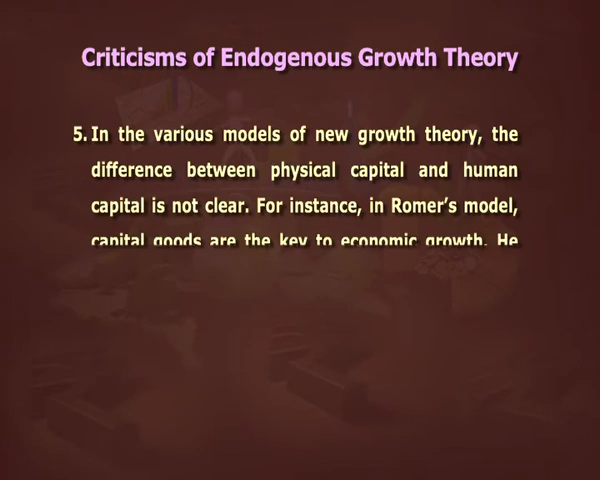 Criticisms of Endogenous Growth Theory
5. In the various models of new growth theory, the
difference between physical capital and human
capital is not clear. For instance, in Romer's model,
capital goods are the key to economic growth. He